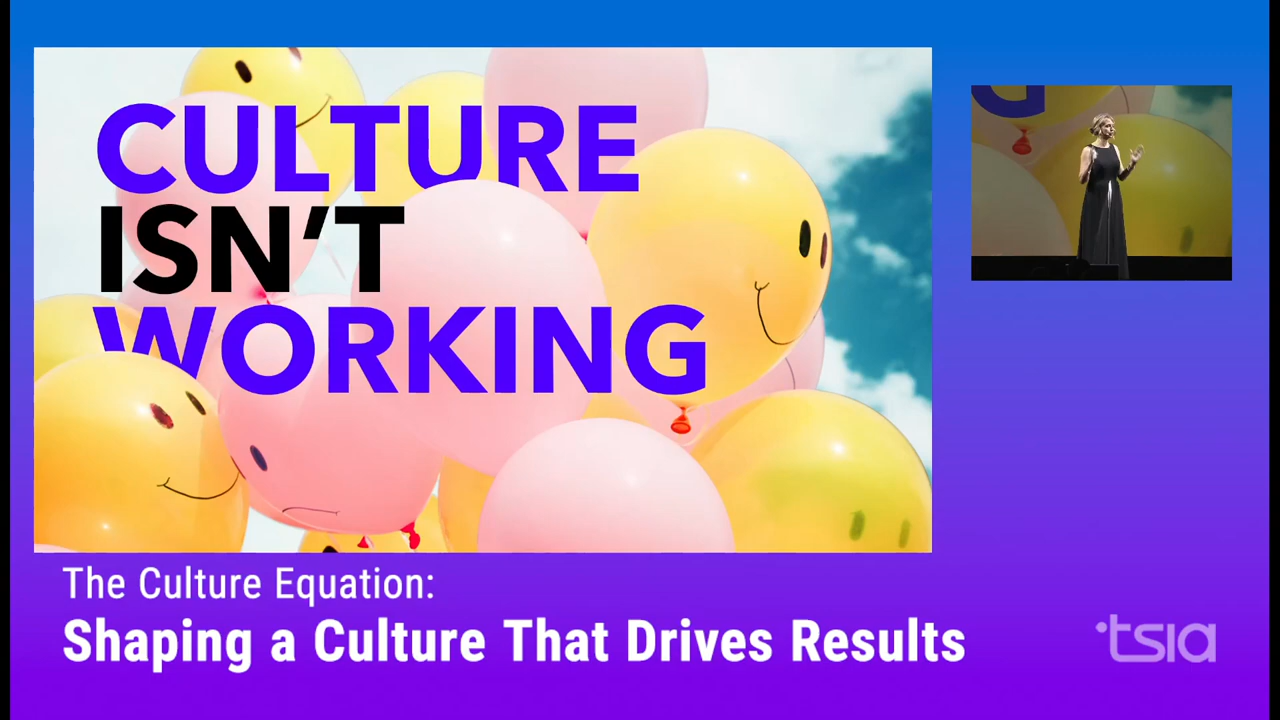 CULTURE
ISN'T
WORKING
G
The Culture Equation:
Shaping a Culture That Drives Results
tsia